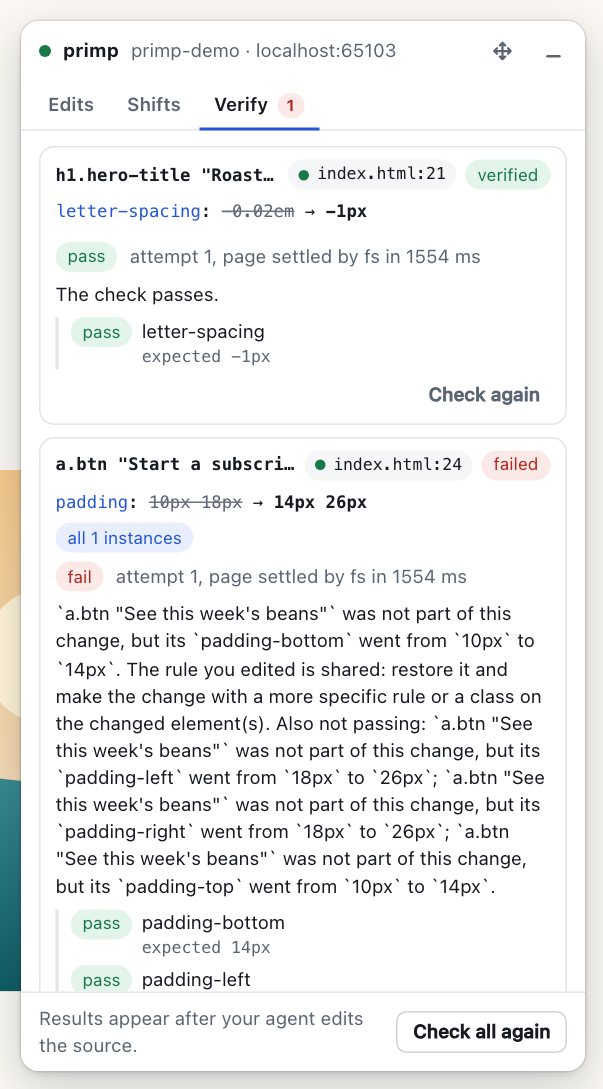 primp primp-demo · localhost:65103
Edits Shifts Verify 1
h1.hero-title "Roast… index.html:21 verified
letter-spacing: -0.02em → -1px
pass attempt 1, page settled by fs in 1554 ms
The check passes.
pass letter-spacing
expected -1px
Check again
a.btn "Start a subscri… index.html:24 failed
padding: 10px 18px → 14px 26px
all 1 instances
fail attempt 1, page settled by fs in 1554 ms
`a.btn "See this week's beans"` was not part of this
change, but its `padding-bottom` went from `10px` to
`14px`. The rule you edited is shared: restore it and
make the change with a more specific rule or a class on
the changed element(s). Also not passing: `a.btn "See
this week's beans"` was not part of this change, but its
`padding-left` went from `18px` to `26px`; `a.btn "See
this week's beans"` was not part of this change, but its
`padding-right` went from `18px` to `26px`; `a.btn
"See this week's beans"` was not part of this change,
but its `padding-top` went from `10px` to `14px`.
pass padding-bottom
expected 14px
pass padding-left
Results appear after your agent edits
the source.
Check all again